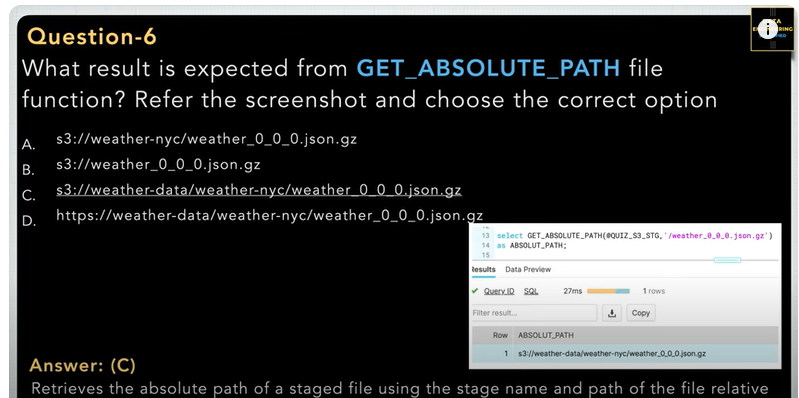 Question-6
What result is expected from GET_ABSOLUTE_PATH file
function? Refer the screenshot and choose the correct option
A. s3://weather-nyc/weather_0_0_0.json.gz
B. s3://weather_0_0_0.json.gz
C. s3://weather-data/weather-nyc/weather_0_0_0.json.gz
D. https://weather-data/weather-nyc/weather_0_0_0.json.gz
13 select GET_ABSOLUTE_PATH(@QUIZ_S3_STG,'/weather_0_0_0.json.gz')
14 as ABSOLUT_PATH;
15
Results Data Preview
Query ID SQL 27ms 1 rows
Filter result... Copy
Row ABSOLUT_PATH
1 s3://weather-data/weather-nyc/weather_0_0_0.json.gz
Answer: (C)
Retrieves the absolute path of a staged file using the stage name and path of the file relative